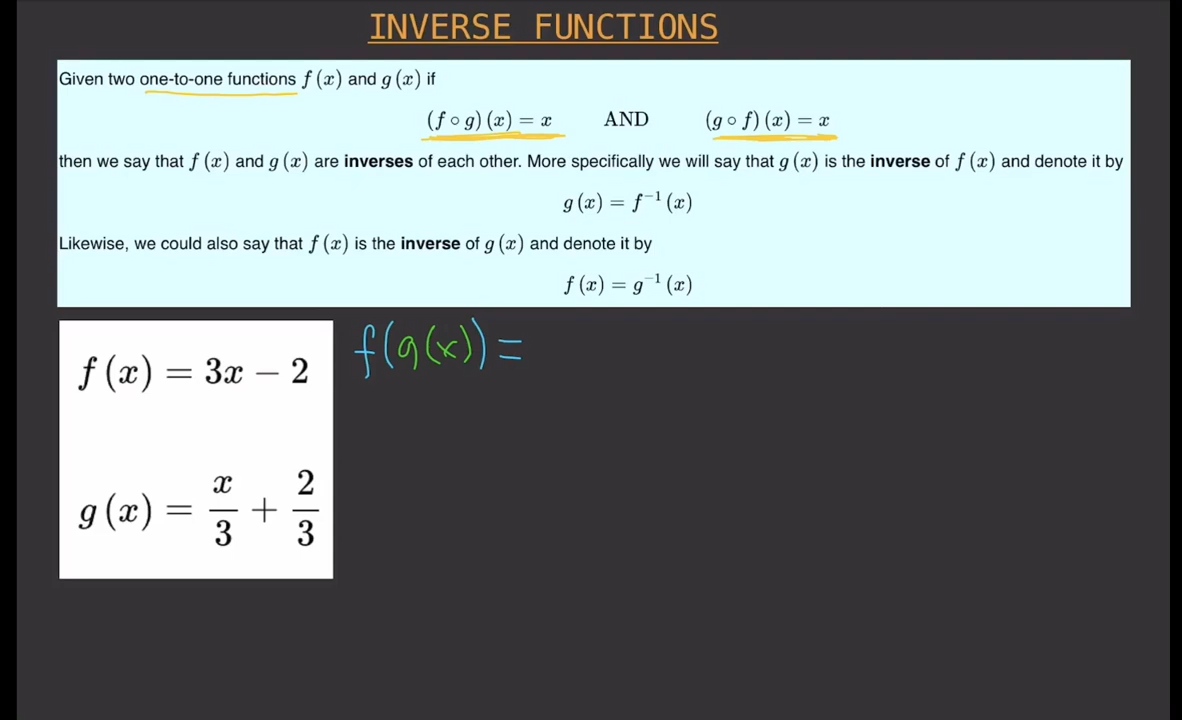 INVERSE FUNCTIONS
Given two one-to-one functions f (x) and g (x) if
(f ∘ g) (x) = x AND (g ∘ f) (x) = x
then we say that f (x) and g (x) are inverses of each other. More specifically we will say that g (x) is the inverse of f (x) and denote it by
g (x) = f⁻¹ (x)
Likewise, we could also say that f (x) is the inverse of g (x) and denote it by
f (x) = g⁻¹ (x)
f (x) = 3x − 2
g (x) = x/3 + 2/3
f(g(x)) =